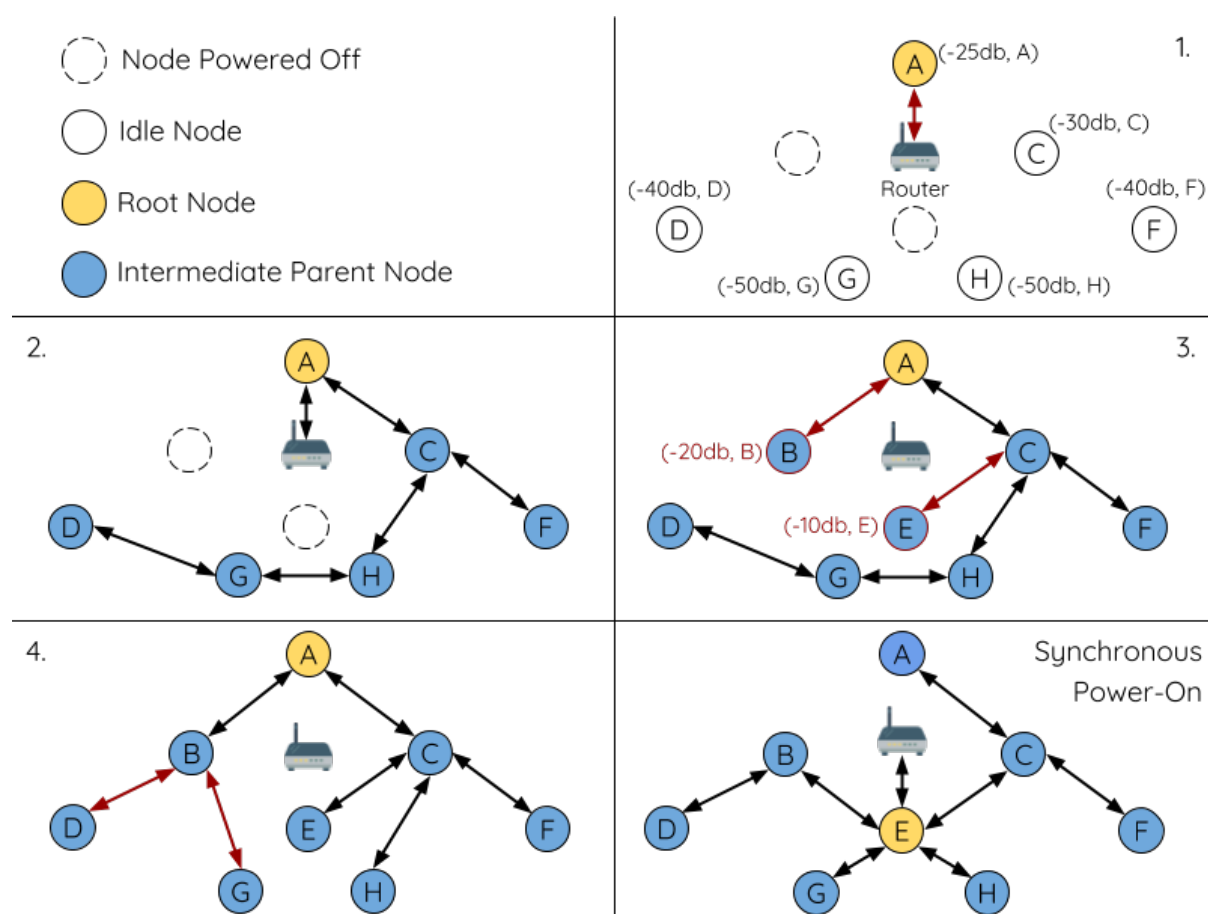 Node Powered Off
Idle Node
Root Node
Intermediate Parent Node
1.
A
(-25db, A)
(-30db, C)
C
Router
(-40db, D)
D
(-40db, F)
F
(-50db, G)
G
H
(-50db, H)
2.
A
C
D
F
G
H
3.
A
(-20db, B)
B
C
D
(-10db, E)
E
F
G
H
4.
A
B
C
D
E
F
G
H
Synchronous
Power-On
A
B
C
D
E
F
G
H